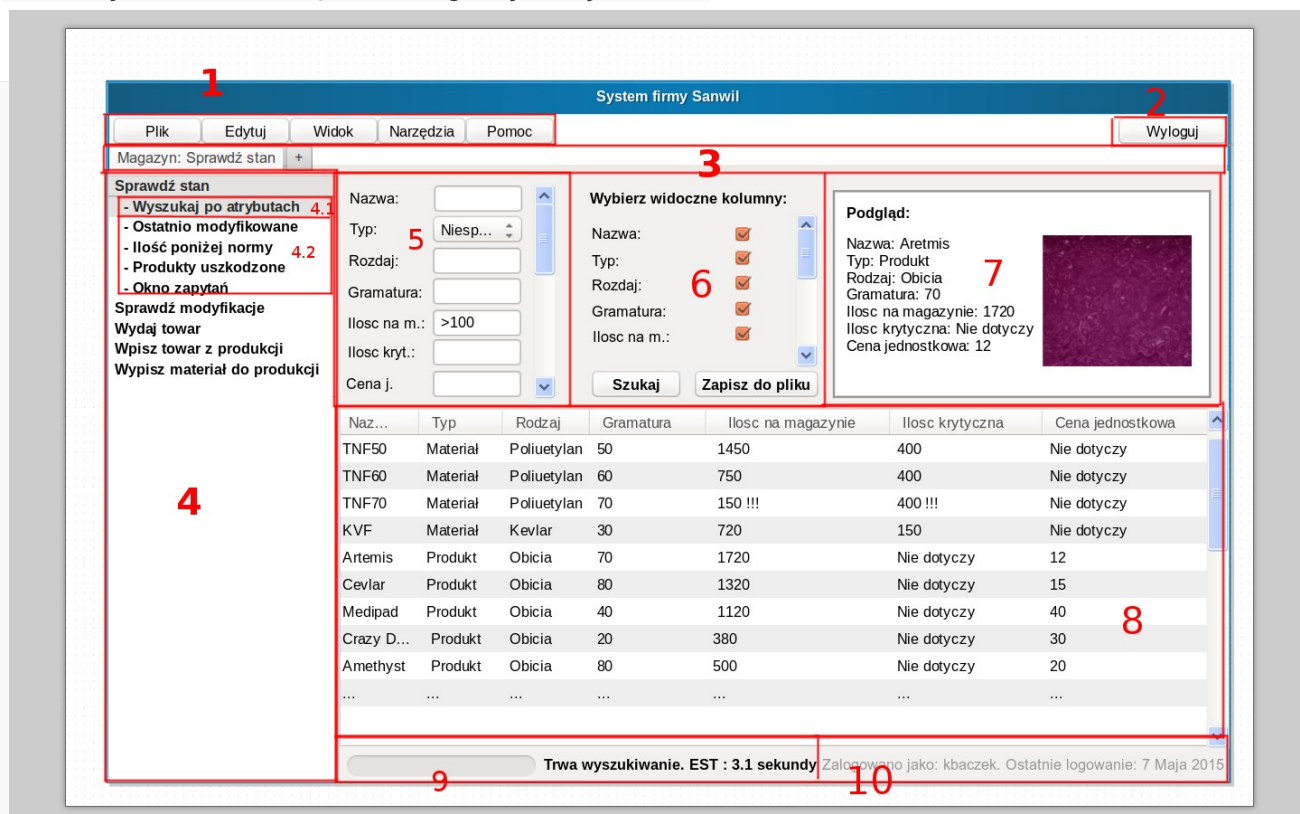 1
System firmy Sanwil
2
Plik Edytuj Widok Narzędzia Pomoc Wyloguj
Magazyn: Sprawdź stan + 3
Sprawdź stan
- Wyszukaj po atrybutach 4.1
- Ostatnio modyfikowane
- Ilość poniżej normy 4.2
- Produkty uszkodzone
- Okno zapytań
Sprawdź modyfikacje
Wydaj towar
Wpisz towar z produkcji
Wypisz materiał do produkcji
4
Nazwa:
Typ: Niesp...
5
Rozdaj:
Gramatura:
Ilosc na m.: >100
Ilosc kryt.:
Cena j.
Wybierz widoczne kolumny:
Nazwa:
Typ:
Rozdaj:
6
Gramatura:
Ilosc na m.:
Szukaj Zapisz do pliku
Podgląd:
Nazwa: Aretmis
Typ: Produkt
7
Rodzaj: Obicia
Gramatura: 70
Ilosc na magazynie: 1720
Ilosc krytyczna: Nie dotyczy
Cena jednostkowa: 12
Naz... Typ Rodzaj Gramatura Ilosc na magazynie Ilosc krytyczna Cena jednostkowa
TNF50 Materiał Poliuetylan 50 1450 400 Nie dotyczy
TNF60 Materiał Poliuetylan 60 750 400 Nie dotyczy
TNF70 Materiał Poliuetylan 70 150 !!! 400 !!! Nie dotyczy
KVF Materiał Kevlar 30 720 150 Nie dotyczy
Artemis Produkt Obicia 70 1720 Nie dotyczy 12
Cevlar Produkt Obicia 80 1320 Nie dotyczy 15
Medipad Produkt Obicia 40 1120 Nie dotyczy 40
8
Crazy D... Produkt Obicia 20 380 Nie dotyczy 30
Amethyst Produkt Obicia 80 500 Nie dotyczy 20
... ... ... ... ... ... ...
Trwa wyszukiwanie. EST : 3.1 sekundy Zalogowano jako: kbaczek. Ostatnie logowanie: 7 Maja 2015
9 10